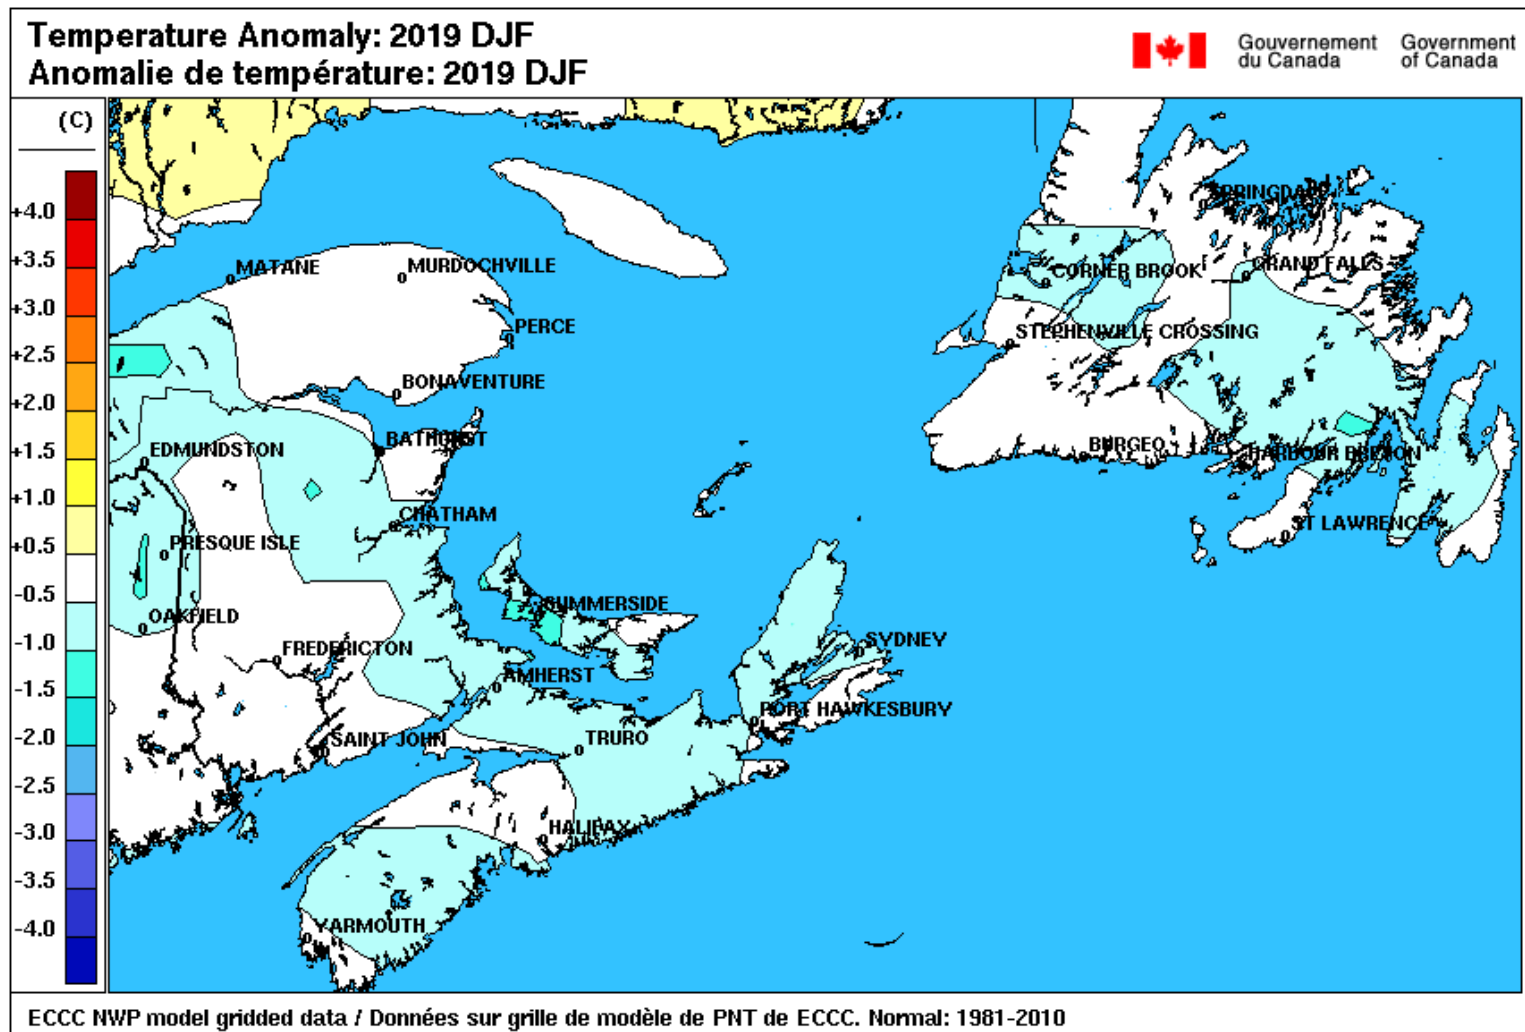 Temperature Anomaly: 2019 DJF
Anomalie de température: 2019 DJF
Gouvernement du Canada
Government of Canada
(C)
+4.0
+3.5
+3.0
+2.5
+2.0
+1.5
+1.0
+0.5
-0.5
-1.0
-1.5
-2.0
-2.5
-3.0
-3.5
-4.0
SPRINGDALE
MATANE
MURDOCHVILLE
CORNER BROOK
GRAND FALLS
PERCE
STEPHENVILLE CROSSING
BONAVENTURE
BATHURST
EDMUNDSTON
BURGEO
HARBOUR BRETON
CHATHAM
ST LAWRENCE
PRESQUE ISLE
SUMMERSIDE
OAKFIELD
FREDERICTON
SYDNEY
AMHERST
PORT HAWKESBURY
SAINT JOHN
TRURO
HALIFAX
YARMOUTH
ECCC NWP model gridded data / Données sur grille de modèle de PNT de ECCC. Normal: 1981-2010